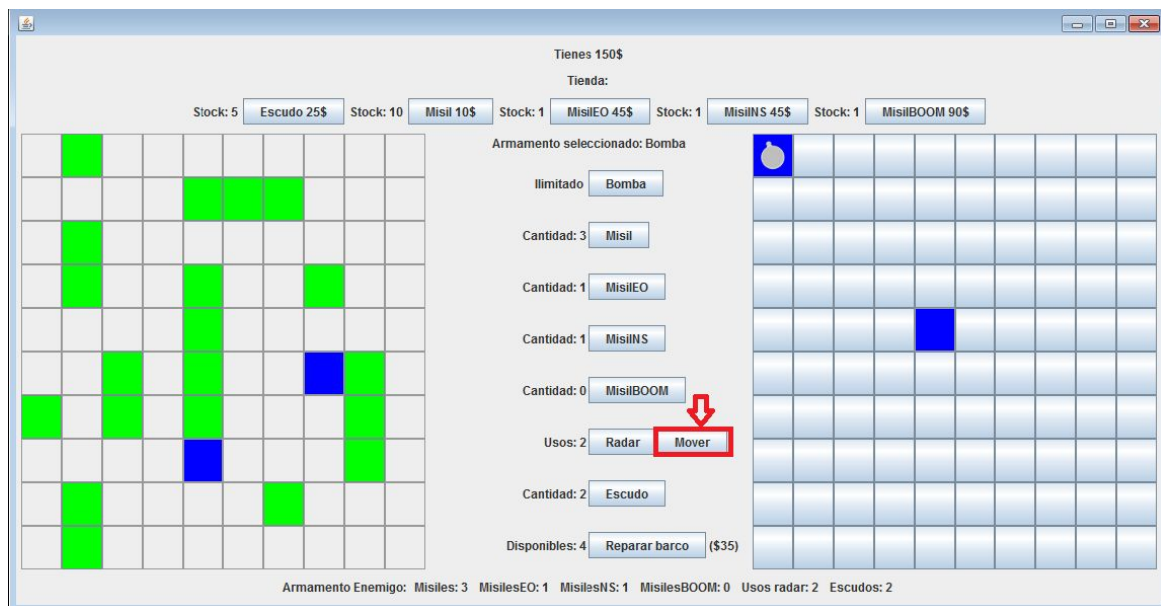 Tienes 150$
Tienda:
Stock: 5 Escudo 25$ Stock: 10 Misil 10$ Stock: 1 MisilEO 45$ Stock: 1 MisilNS 45$ Stock: 1 MisilBOOM 90$
Armamento seleccionado: Bomba
Ilimitado Bomba
Cantidad: 3 Misil
Cantidad: 1 MisilEO
Cantidad: 1 MisilNS
Cantidad: 0 MisilBOOM
Usos: 2 Radar Mover
Cantidad: 2 Escudo
Disponibles: 4 Reparar barco ($35)
Armamento Enemigo: Misiles: 3 MisilesEO: 1 MisilesNS: 1 MisilesBOOM: 0 Usos radar: 2 Escudos: 2